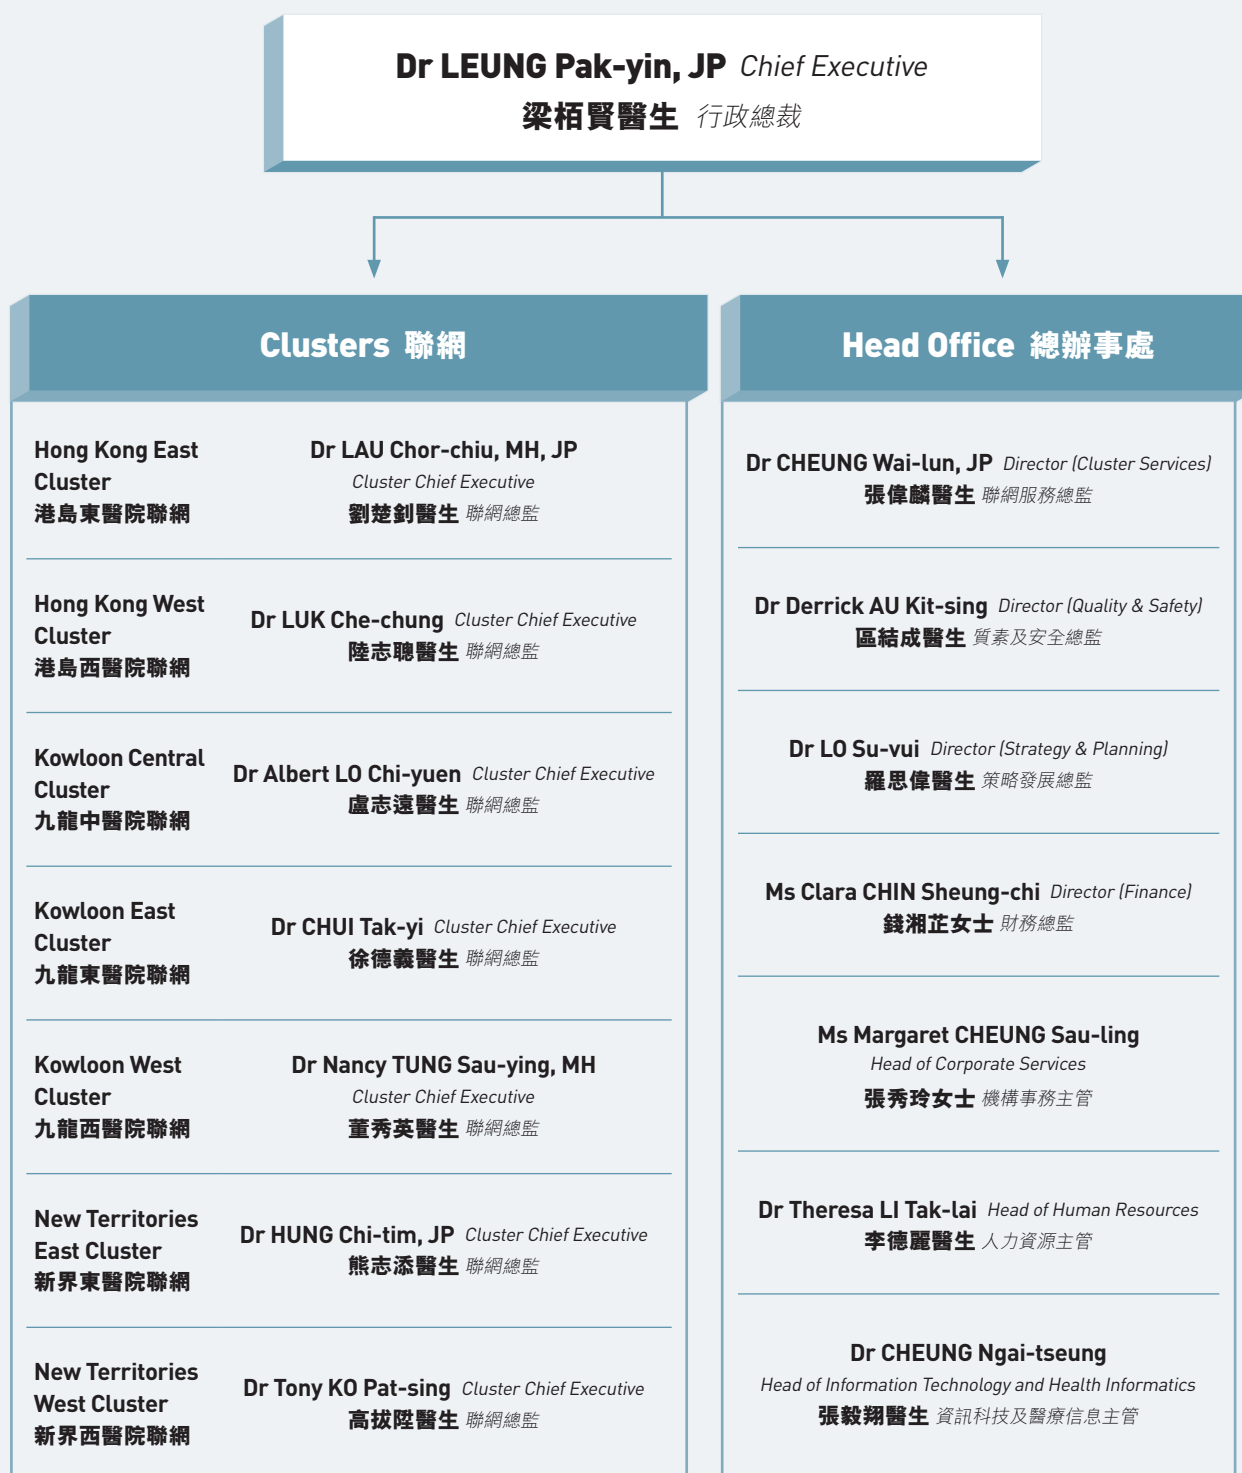 Dr LEUNG Pak-yin, JP Chief Executive
梁栢賢醫生 行政總裁
Clusters 聯網
Hong Kong East
Cluster
港島東醫院聯網
Dr LAU Chor-chiu, MH, JP
Cluster Chief Executive
劉楚釗醫生 聯網總監
Hong Kong West
Cluster
港島西醫院聯網
Dr LUK Che-chung Cluster Chief Executive
陸志聰醫生 聯網總監
Kowloon Central
Cluster
九龍中醫院聯網
Dr Albert LO Chi-yuen Cluster Chief Executive
盧志遠醫生 聯網總監
Kowloon East
Cluster
九龍東醫院聯網
Dr CHUI Tak-yi Cluster Chief Executive
徐德義醫生 聯網總監
Kowloon West
Cluster
九龍西醫院聯網
Dr Nancy TUNG Sau-ying, MH
Cluster Chief Executive
董秀英醫生 聯網總監
New Territories
East Cluster
新界東醫院聯網
Dr HUNG Chi-tim, JP Cluster Chief Executive
熊志添醫生 聯網總監
New Territories
West Cluster
新界西醫院聯網
Dr Tony KO Pat-sing Cluster Chief Executive
高拔陞醫生 聯網總監
Head Office 總辦事處
Dr CHEUNG Wai-lun, JP Director (Cluster Services)
張偉麟醫生 聯網服務總監
Dr Derrick AU Kit-sing Director (Quality & Safety)
區結成醫生 質素及安全總監
Dr LO Su-vui Director (Strategy & Planning)
羅思偉醫生 策略發展總監
Ms Clara CHIN Sheung-chi Director (Finance)
錢湘芷女士 財務總監
Ms Margaret CHEUNG Sau-ling
Head of Corporate Services
張秀玲女士 機構事務主管
Dr Theresa LI Tak-lai Head of Human Resources
李德麗醫生 人力資源主管
Dr CHEUNG Ngai-tseung
Head of Information Technology and Health Informatics
張毅翔醫生 資訊科技及醫療信息主管